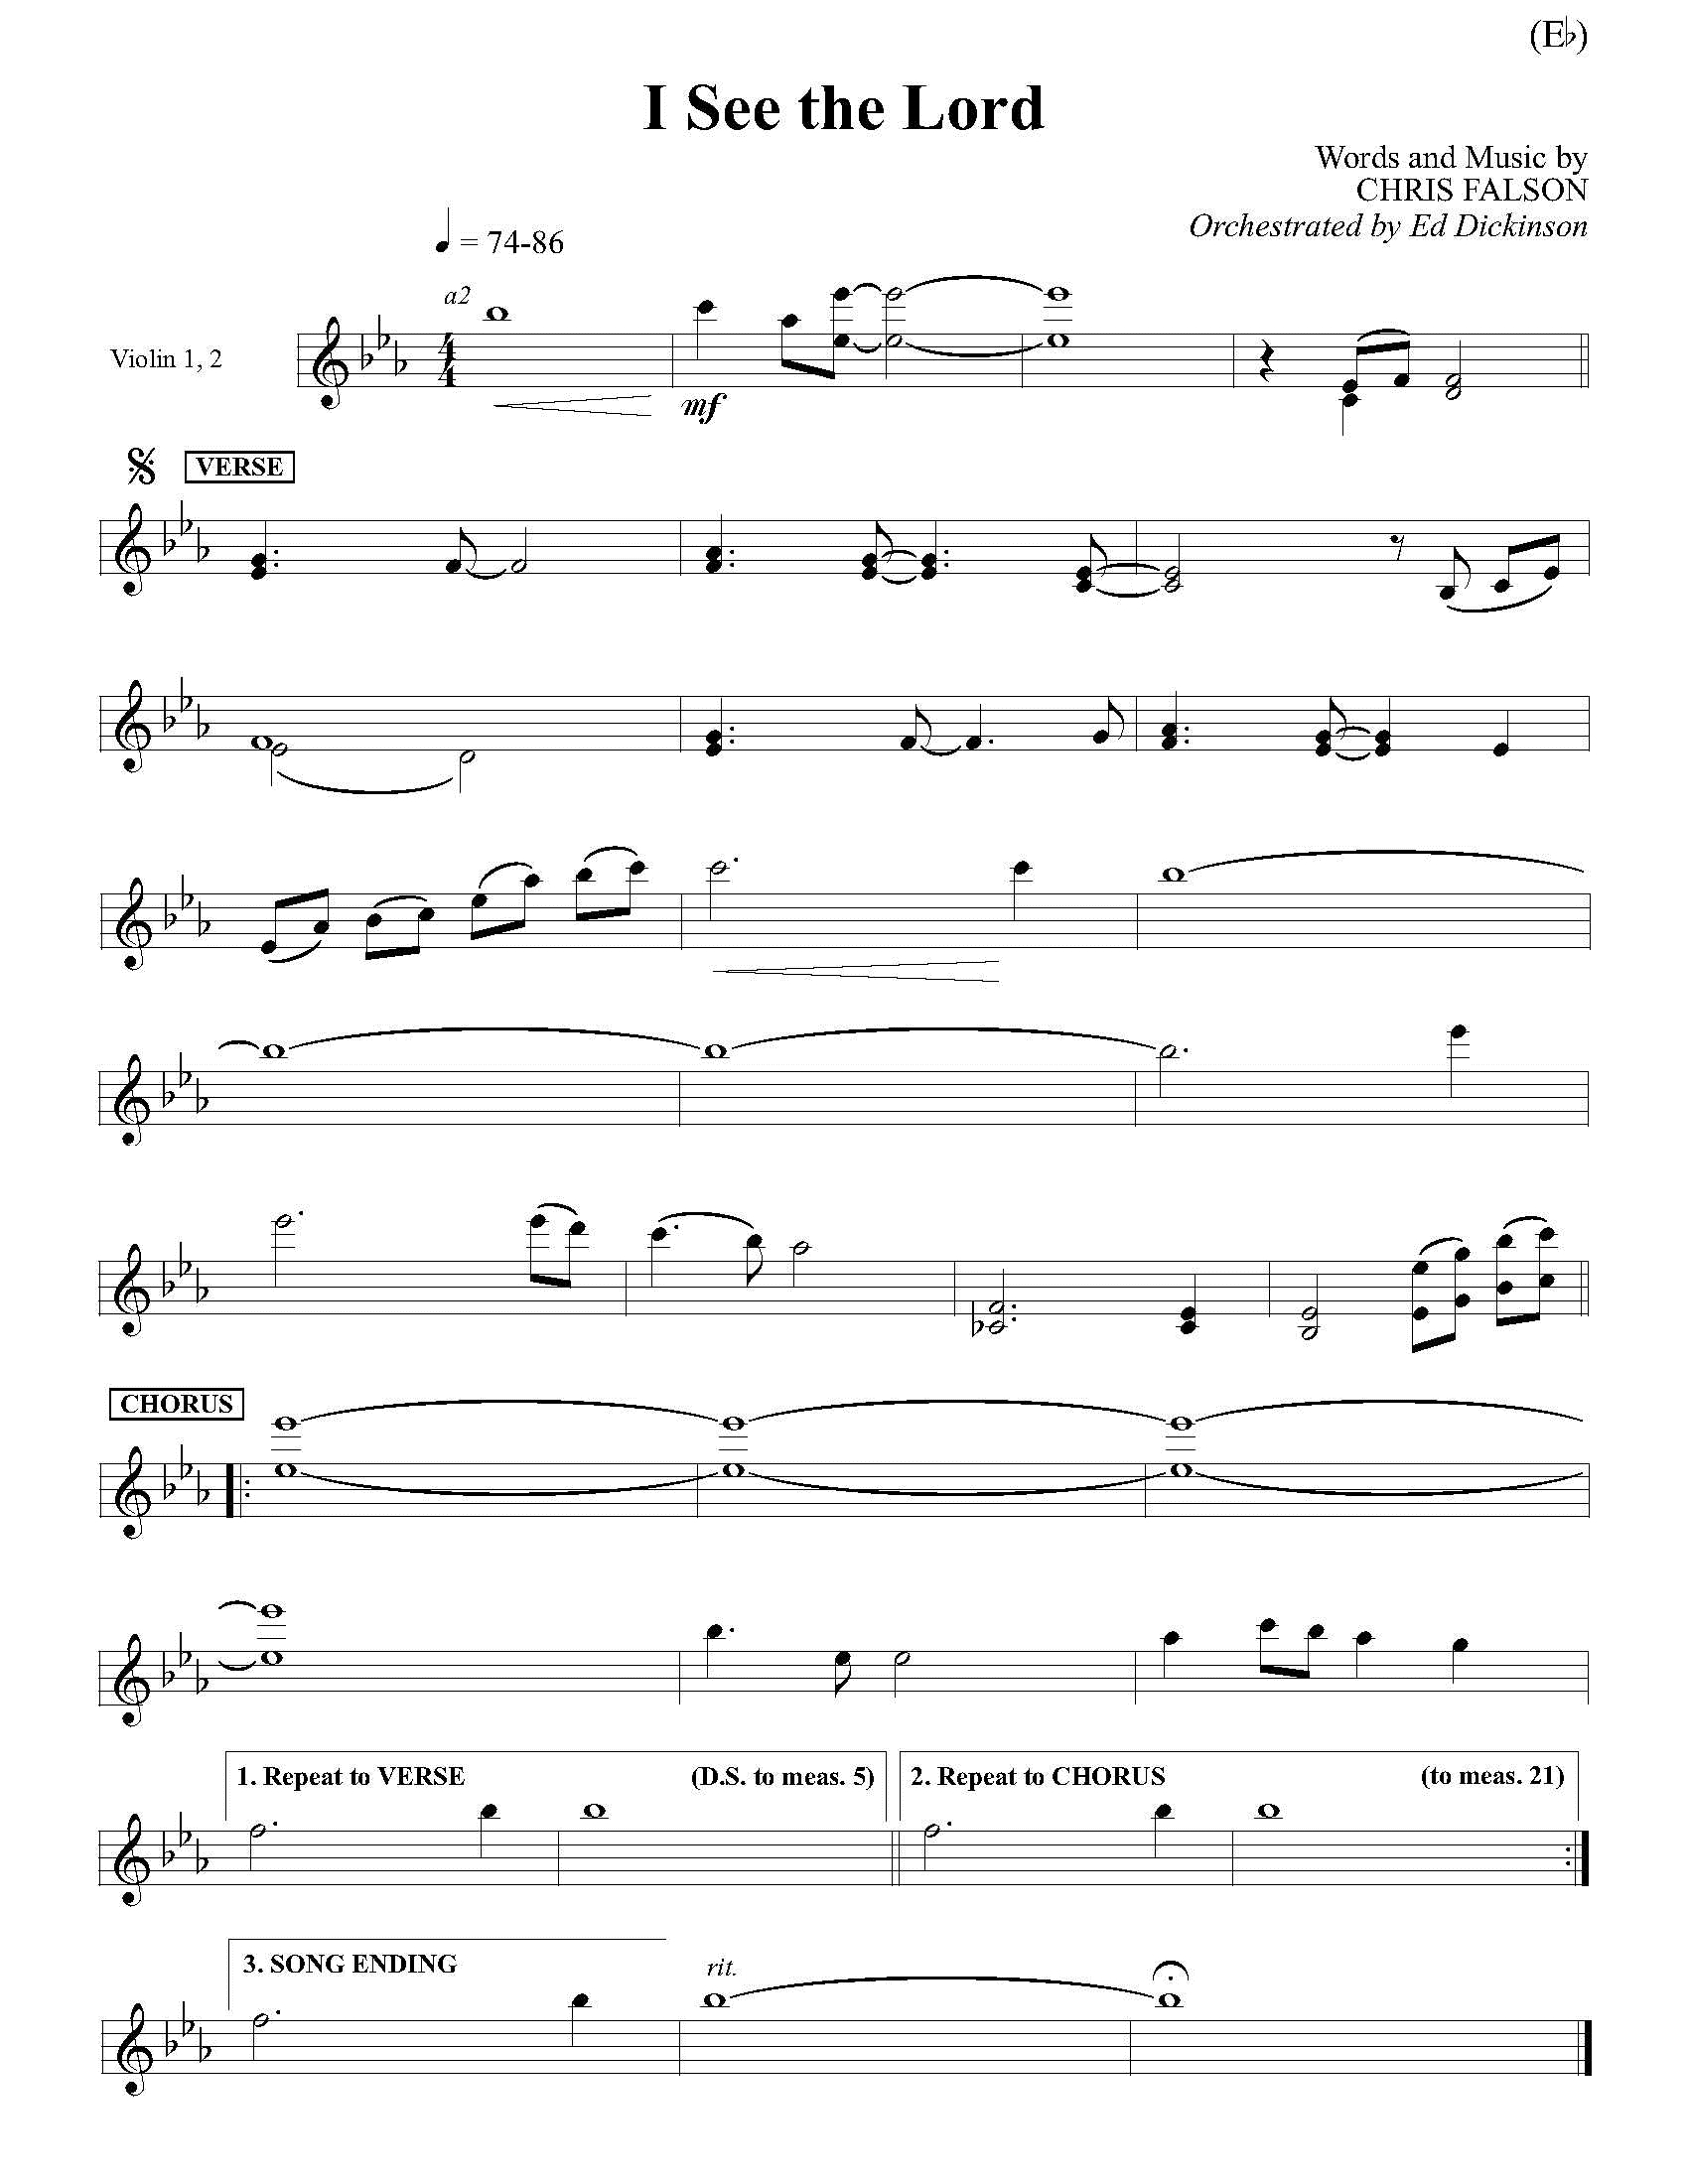 (E♭)
I See the Lord
Words and Music by
CHRIS FALSON
Orchestrated by Ed Dickinson
= 74-86
a2
Violin 1, 2
4
4
mf
VERSE
CHORUS
1. Repeat to VERSE (D.S. to meas. 5) 2. Repeat to CHORUS (to meas. 21)
3. SONG ENDING
rit.